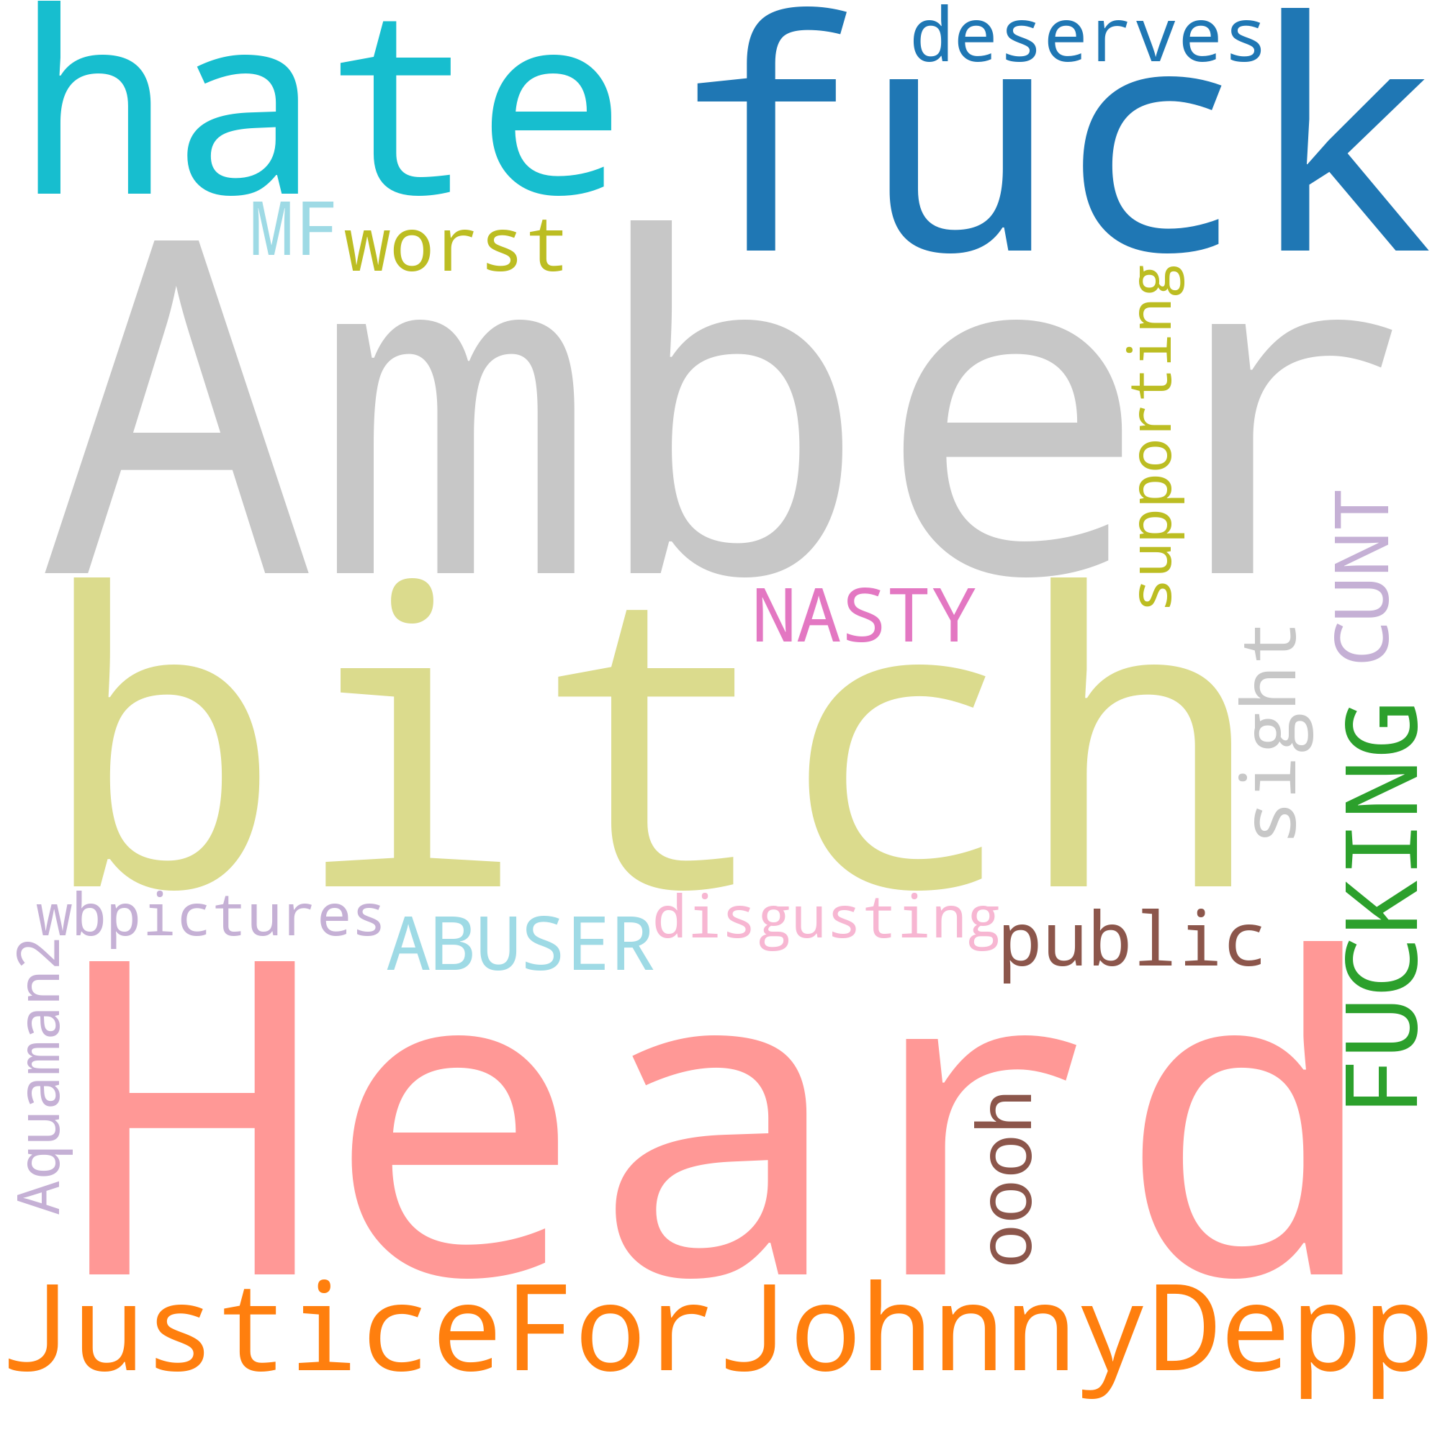 deserves
hate
fuck
MF
worst
Amber
supporting
CUNT
bitch
NASTY
sight
FUCKING
wbpictures
ABUSER
disgusting
public
Aquaman2
Heard
oooh
JusticeForJohnnyDepp